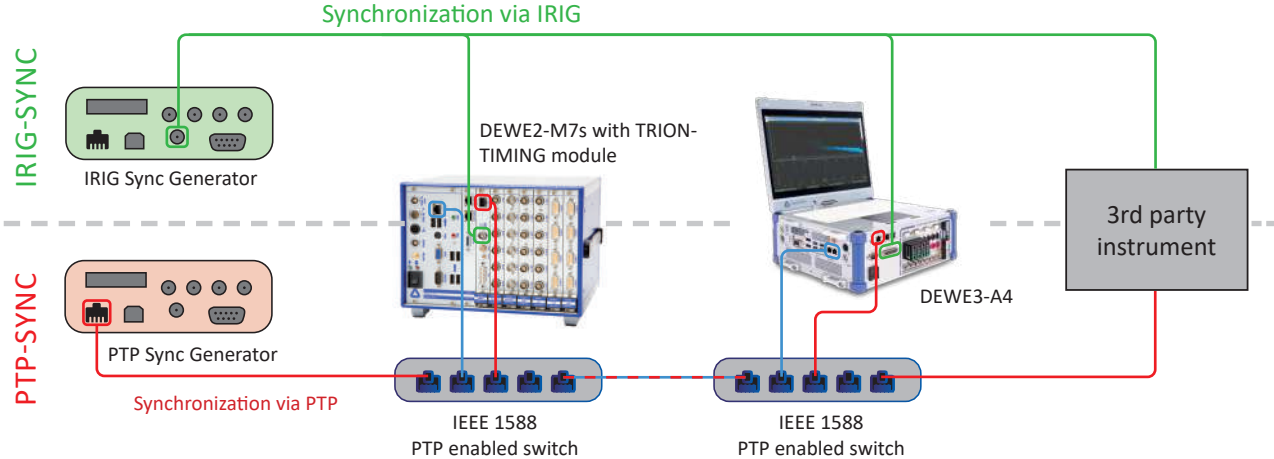 Synchronization via IRIG
IRIG-SYNC
IRIG Sync Generator
DEWE2-M7s with TRION-
TIMING module
3rd party
instrument
DEWE3-A4
PTP-SYNC
PTP Sync Generator
Synchronization via PTP
IEEE 1588
PTP enabled switch
IEEE 1588
PTP enabled switch